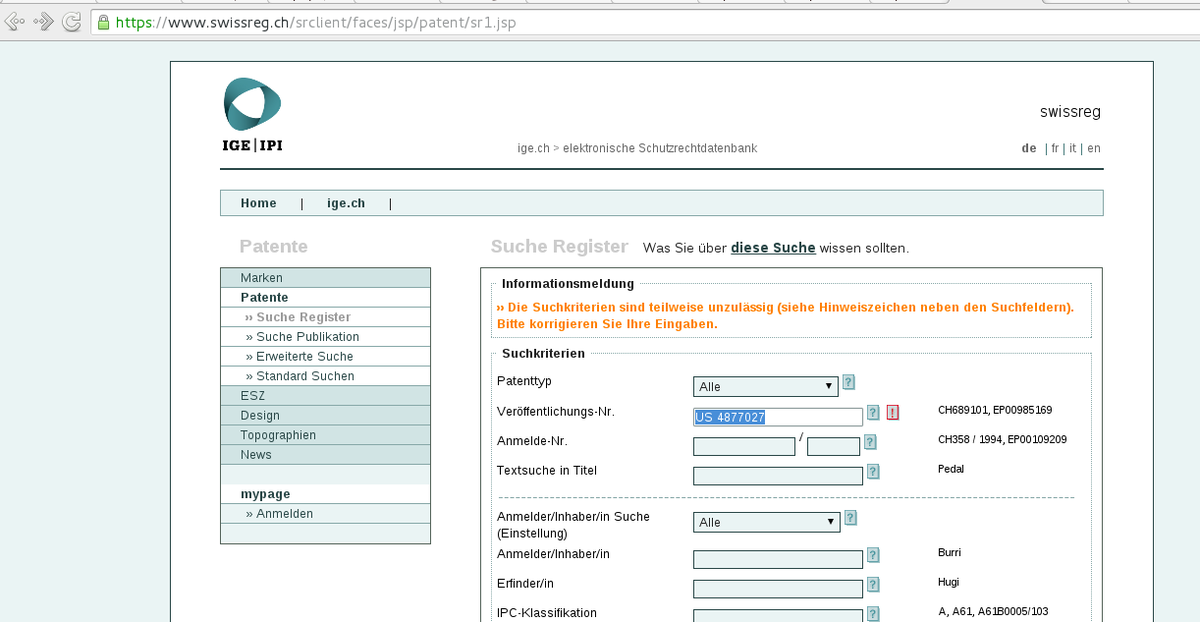 https://www.swissreg.ch/srclient/faces/jsp/patent/sr1.jsp
IGE|IPI
swissreg
ige.ch > elektronische Schutzrechtdatenbank
de | fr | it | en
Home | ige.ch |
Patente
Marken
Patente
›› Suche Register
» Suche Publikation
» Erweiterte Suche
» Standard Suchen
ESZ
Design
Topographien
News
mypage
» Anmelden
Suche Register Was Sie über diese Suche wissen sollten.
Informationsmeldung
›› Die Suchkriterien sind teilweise unzulässig (siehe Hinweiszeichen neben den Suchfeldern).
Bitte korrigieren Sie Ihre Eingaben.
Suchkriterien
Patenttyp Alle ?
Veröffentlichungs-Nr. US 4877027 ? ! CH689101, EP00985169
Anmelde-Nr. / ? CH358 / 1994, EP00109209
Textsuche in Titel ? Pedal
Anmelder/Inhaber/in Suche Alle ?
(Einstellung)
Anmelder/Inhaber/in ? Burri
Erfinder/in ? Hugi
IPC-Klassifikation ? A, A61, A61B0005/103